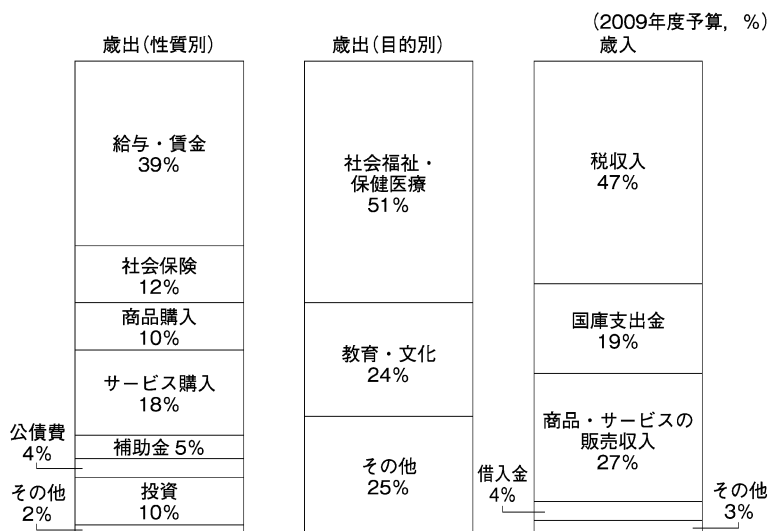 (2009年度予算，%)
歳出(性質別)
給与・賃金
39%
社会保険
12%
商品購入
10%
サービス購入
18%
補助金 5%
公債費
4%
投資
10%
その他
2%
歳出(目的別)
社会福祉・
保健医療
51%
教育・文化
24%
その他
25%
歳入
税収入
47%
国庫支出金
19%
商品・サービスの
販売収入
27%
借入金
4%
その他
3%